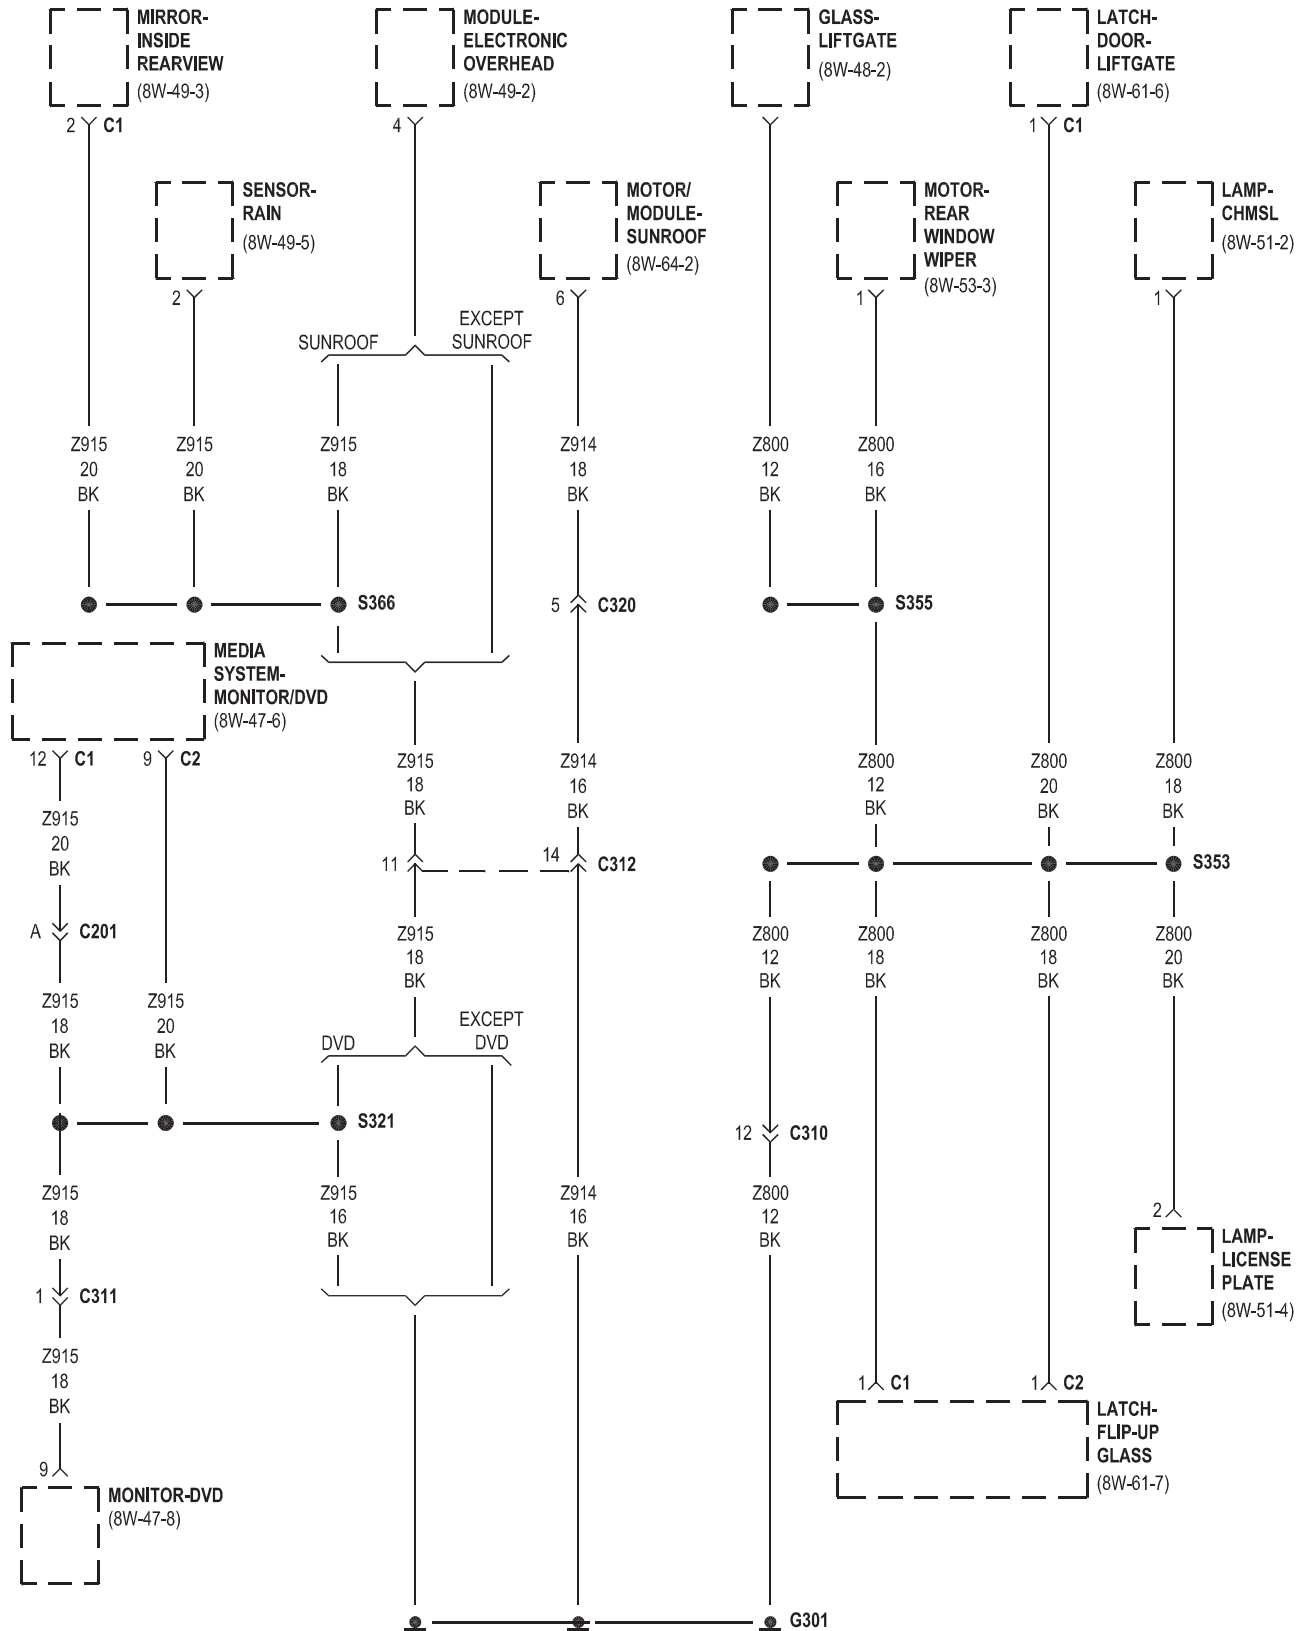 MIRROR-
INSIDE
REARVIEW
(8W-49-3)
MODULE-
ELECTRONIC
OVERHEAD
(8W-49-2)
GLASS-
LIFTGATE
(8W-48-2)
LATCH-
DOOR-
LIFTGATE
(8W-61-6)
2 C1
4
1 C1
SENSOR-
RAIN
(8W-49-5)
MOTOR/
MODULE-
SUNROOF
(8W-64-2)
MOTOR-
REAR
WINDOW
WIPER
(8W-53-3)
LAMP-
CHMSL
(8W-51-2)
2
6
1
1
SUNROOF
EXCEPT
SUNROOF
Z915
20
BK
Z915
20
BK
Z915
18
BK
Z914
18
BK
Z800
12
BK
Z800
16
BK
S366
5 C320
S355
MEDIA
SYSTEM-
MONITOR/DVD
(8W-47-6)
12 C1
9 C2
Z915
20
BK
Z915
18
BK
Z914
16
BK
Z800
12
BK
Z800
20
BK
Z800
18
BK
11
14 C312
S353
A C201
Z915
18
BK
Z800
12
BK
Z800
18
BK
Z800
18
BK
Z800
20
BK
Z915
18
BK
Z915
20
BK
DVD
EXCEPT
DVD
S321
12 C310
Z915
18
BK
Z915
16
BK
Z914
16
BK
Z800
12
BK
2
LAMP-
LICENSE
PLATE
(8W-51-4)
1 C311
Z915
18
BK
1 C1
1 C2
LATCH-
FLIP-UP
GLASS
(8W-61-7)
9
MONITOR-DVD
(8W-47-8)
G301